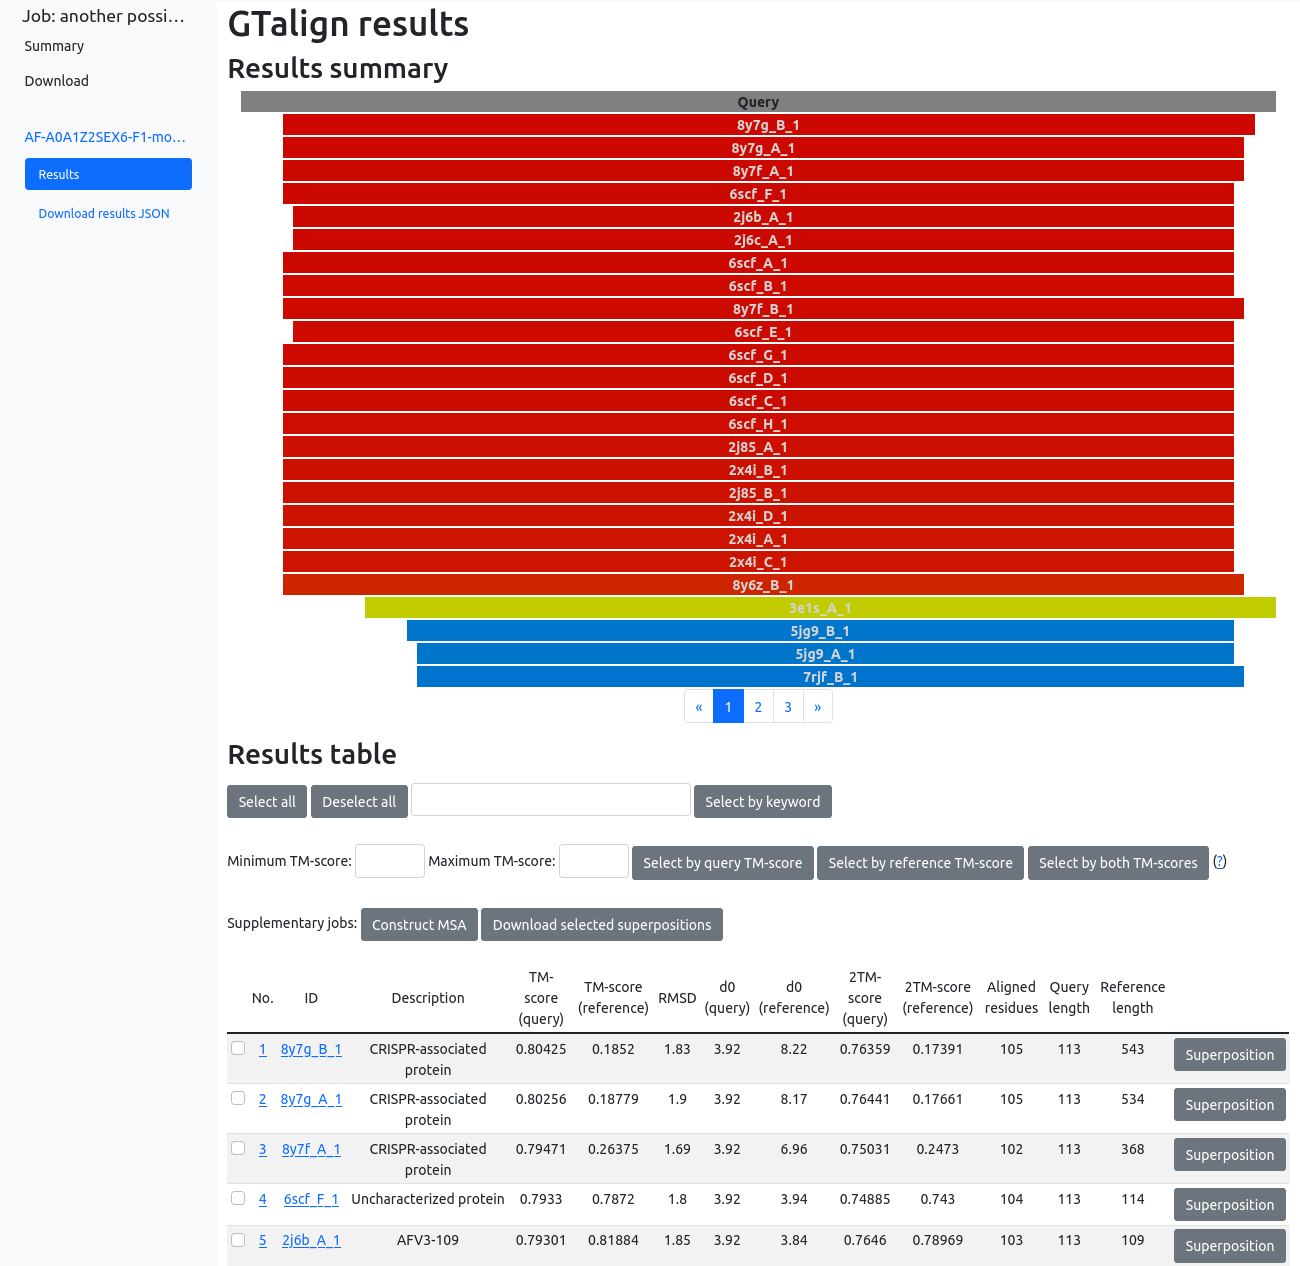 Job: another possi...
Summary
Download
AF-A0A1Z2SEX6-F1-mo...
Results
Download results JSON
GTalign results
Results summary
Query
8y7g_B_1
8y7g_A_1
8y7f_A_1
6scf_F_1
2j6b_A_1
2j6c_A_1
6scf_A_1
6scf_B_1
8y7f_B_1
6scf_E_1
6scf_G_1
6scf_D_1
6scf_C_1
6scf_H_1
2j85_A_1
2x4i_B_1
2j85_B_1
2x4i_D_1
2x4i_A_1
2x4i_C_1
8y6z_B_1
3e1s_A_1
5jg9_B_1
5jg9_A_1
7rjf_B_1
« 1 2 3 »
Results table
Select all Deselect all Select by keyword
Minimum TM-score: Maximum TM-score: Select by query TM-score Select by reference TM-score Select by both TM-scores (?)
Supplementary jobs: Construct MSA Download selected superpositions
No. ID Description TM-score (query) TM-score (reference) RMSD d0 (query) d0 (reference) 2TM-score (query) 2TM-score (reference) Aligned residues Query length Reference length
1 8y7g_B_1 CRISPR-associated protein 0.80425 0.1852 1.83 3.92 8.22 0.76359 0.17391 105 113 543 Superposition
2 8y7g_A_1 CRISPR-associated protein 0.80256 0.18779 1.9 3.92 8.17 0.76441 0.17661 105 113 534 Superposition
3 8y7f_A_1 CRISPR-associated protein 0.79471 0.26375 1.69 3.92 6.96 0.75031 0.2473 102 113 368 Superposition
4 6scf_F_1 Uncharacterized protein 0.7933 0.7872 1.8 3.92 3.94 0.74885 0.743 104 113 114 Superposition
5 2j6b_A_1 AFV3-109 0.79301 0.81884 1.85 3.92 3.84 0.7646 0.78969 103 113 109 Superposition